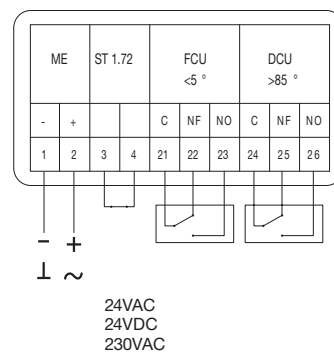 ME ST 1.72 FCU DCU
<5 ° >85 °
- + C NF NO C NF NO
1 2 3 4 21 22 23 24 25 26
- +
⊥ ~
24VAC
24VDC
230VAC